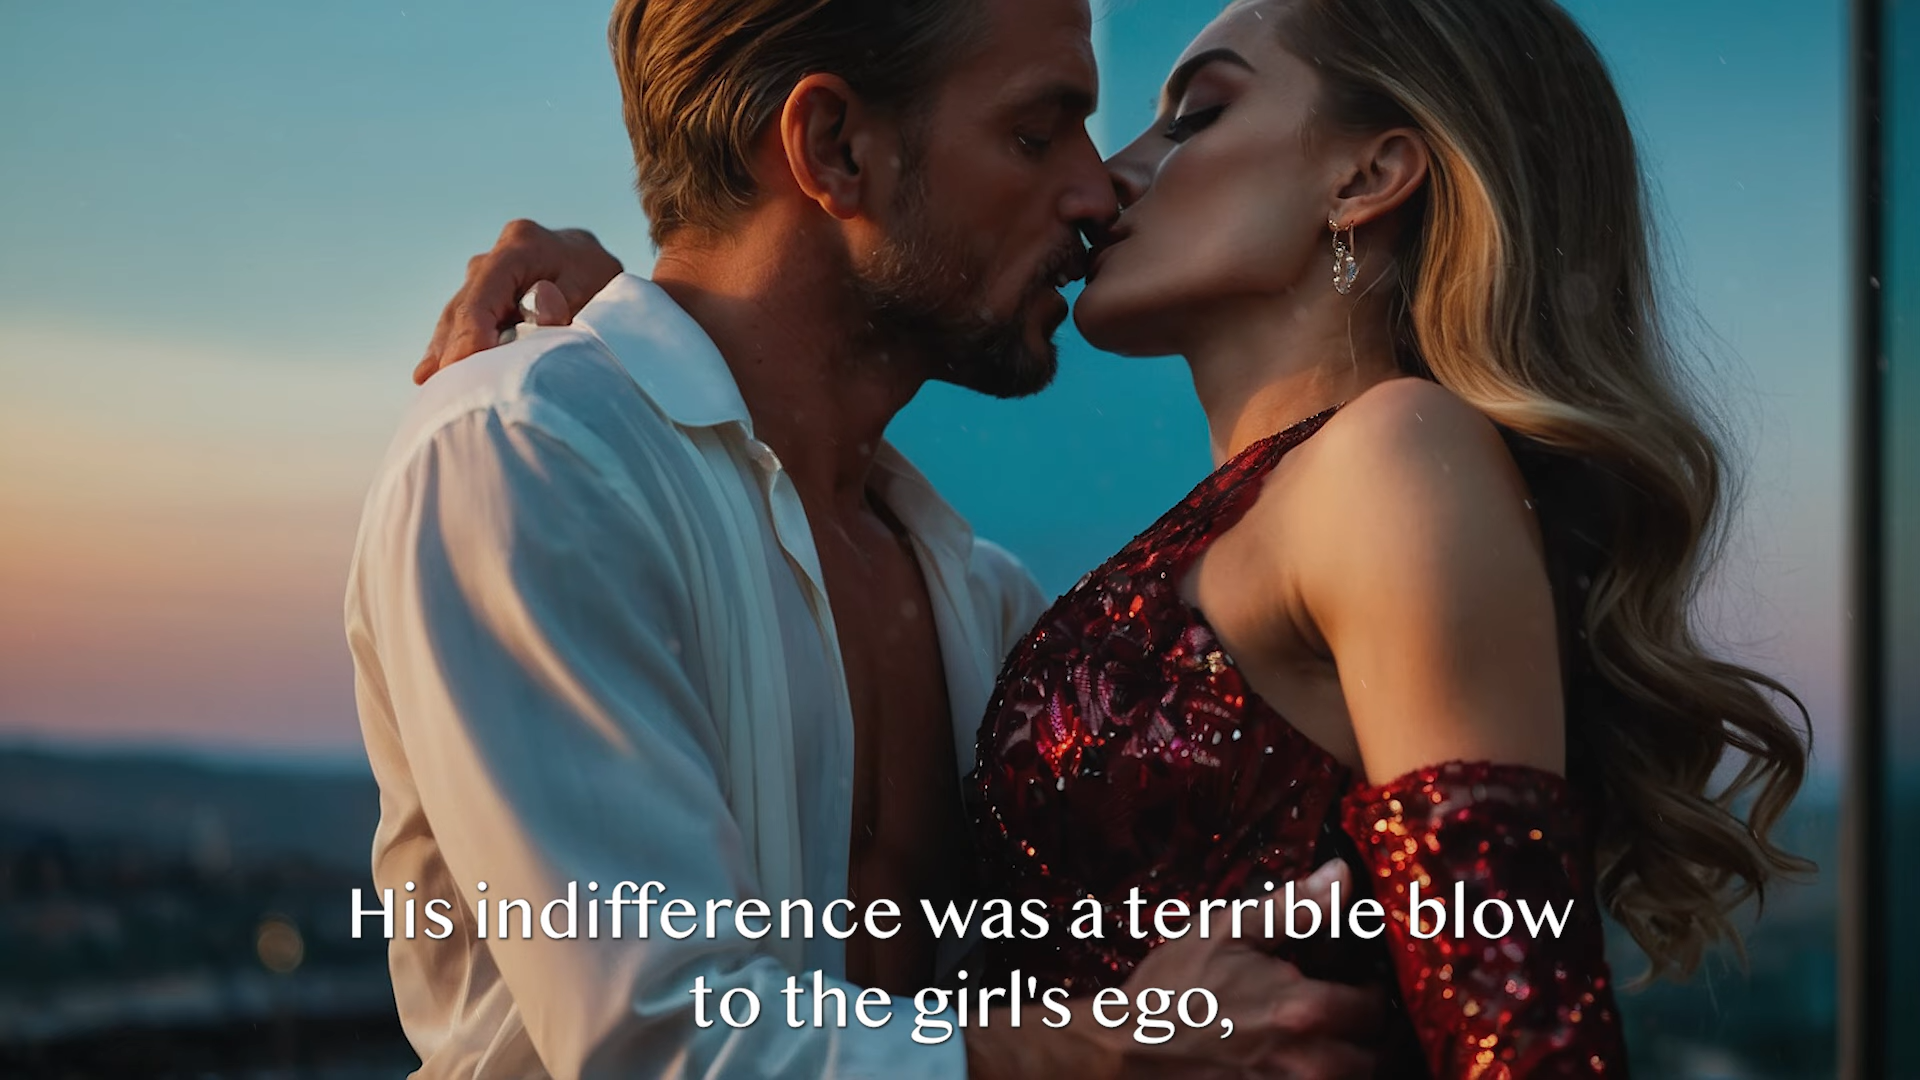 His indifference was a terrible blow
to the girl's ego,